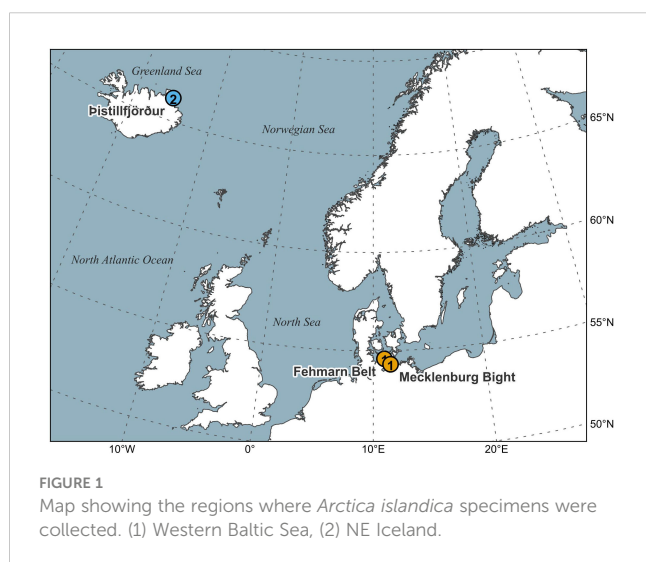 Greenland Sea
2
Þistillfjörður
65°N
Norwegian Sea
60°N
North Atlantic Ocean
55°N
North Sea
1
Fehmarn Belt
Mecklenburg Bight
50°N
10°W 0° 10°E 20°E
FIGURE 1
Map showing the regions where Arctica islandica specimens were
collected. (1) Western Baltic Sea, (2) NE Iceland.